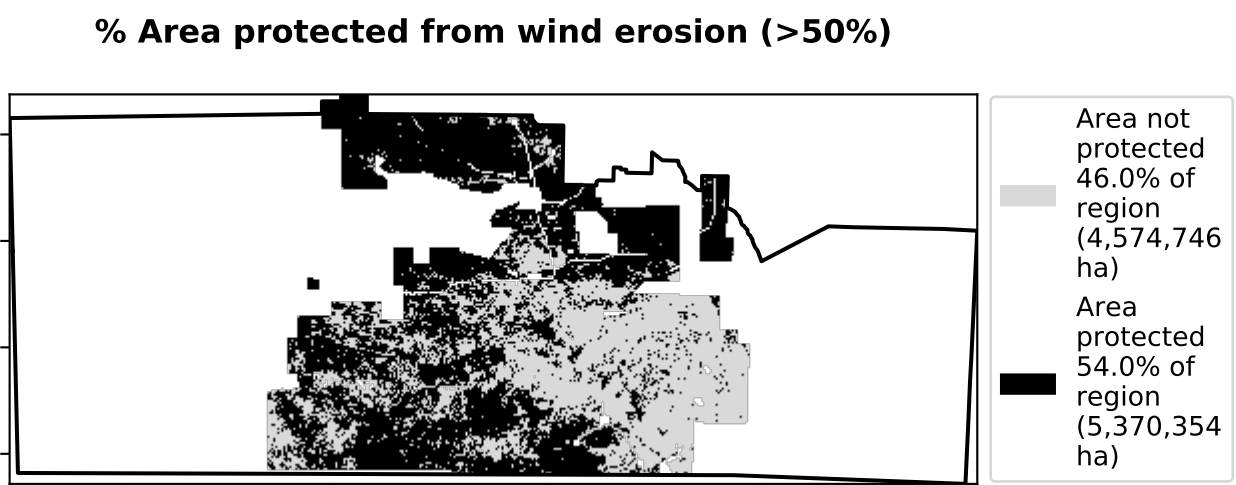 % Area protected from wind erosion (>50%)
Area not
protected
46.0% of
region
(4,574,746
ha)
Area
protected
54.0% of
region
(5,370,354
ha)